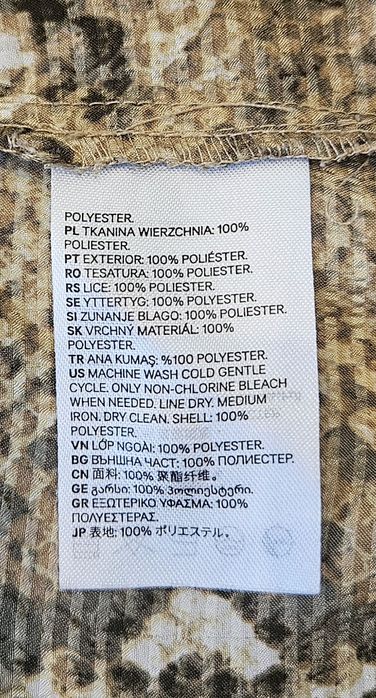 POLYESTER.
PL TKANINA WIERZCHNIA: 100%
POLIESTER.
PT EXTERIOR: 100% POLIÉSTER.
RO TESATURA: 100% POLIESTER.
RS LICE: 100% POLIESTER.
SE YTTERTYG: 100% POLYESTER.
SI ZUNANJE BLAGO: 100% POLIESTER.
SK VRCHNÝ MATERIÁL: 100%
POLYESTER.
TR ANA KUMAŞ: %100 POLYESTER.
US MACHINE WASH COLD GENTLE
CYCLE. ONLY NON-CHLORINE BLEACH
WHEN NEEDED. LINE DRY. MEDIUM
IRON. DRY CLEAN. SHELL: 100%
POLYESTER.
VN LỚP NGOÀI: 100% POLYESTER.
BG ВЪНШНА ЧАСТ: 100% ПОЛИЕСТЕР.
CN 面料: 100% 聚酯纤维。
GE გარსი: 100% პოლიესტერი.
GR ΕΞΩΤΕΡΙΚΟ ΥΦΑΣΜΑ: 100%
ΠΟΛΥΕΣΤΕΡΑΣ.
JP 表地: 100% ポリエステル。